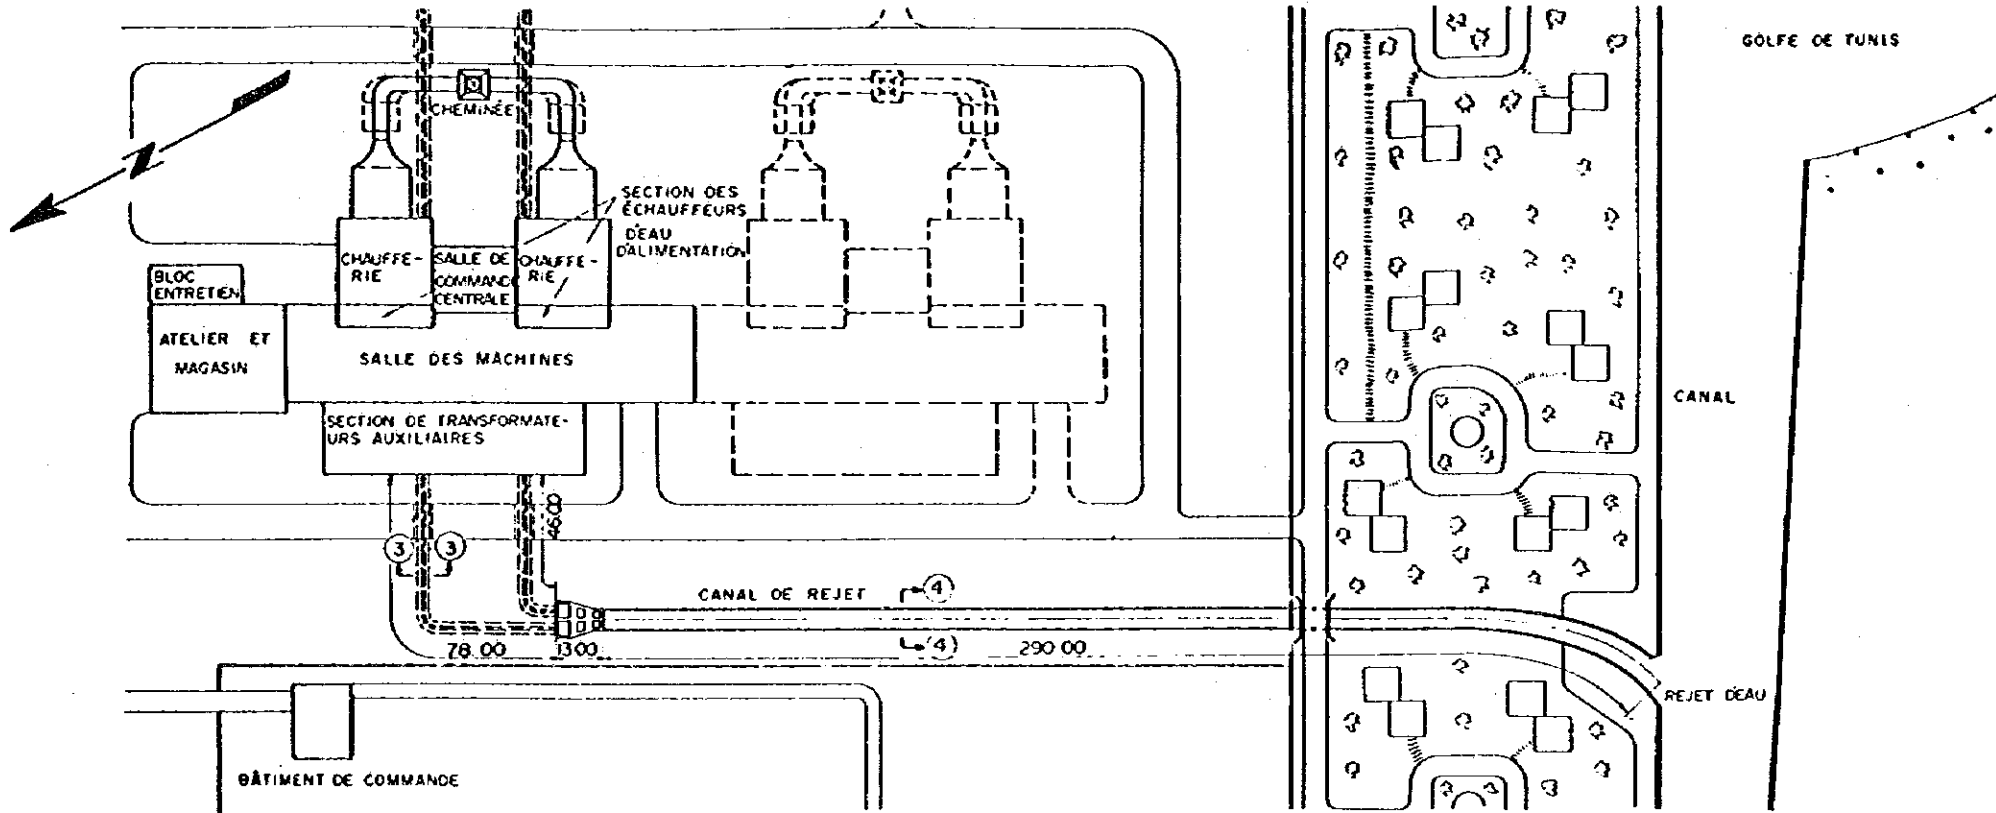 GOLFE DE TUNIS
N
CHEMINÉE
SECTION DES
ÉCHAUFFEURS
D'EAU
D'ALIMENTATION
CHAUFFE-
RIE
SALLE DE
COMMANDE
CENTRALE
CHAUFFE-
RIE
BLOC
ENTRETIEN
ATELIER ET
MAGASIN
SALLE DES MACHINES
CANAL
SECTION DE TRANSFORMATE-
URS AUXILIAIRES
46.00
3
3
CANAL DE REJET
4
4
78.00
13.00
290.00
REJET D'EAU
BÂTIMENT DE COMMANDE